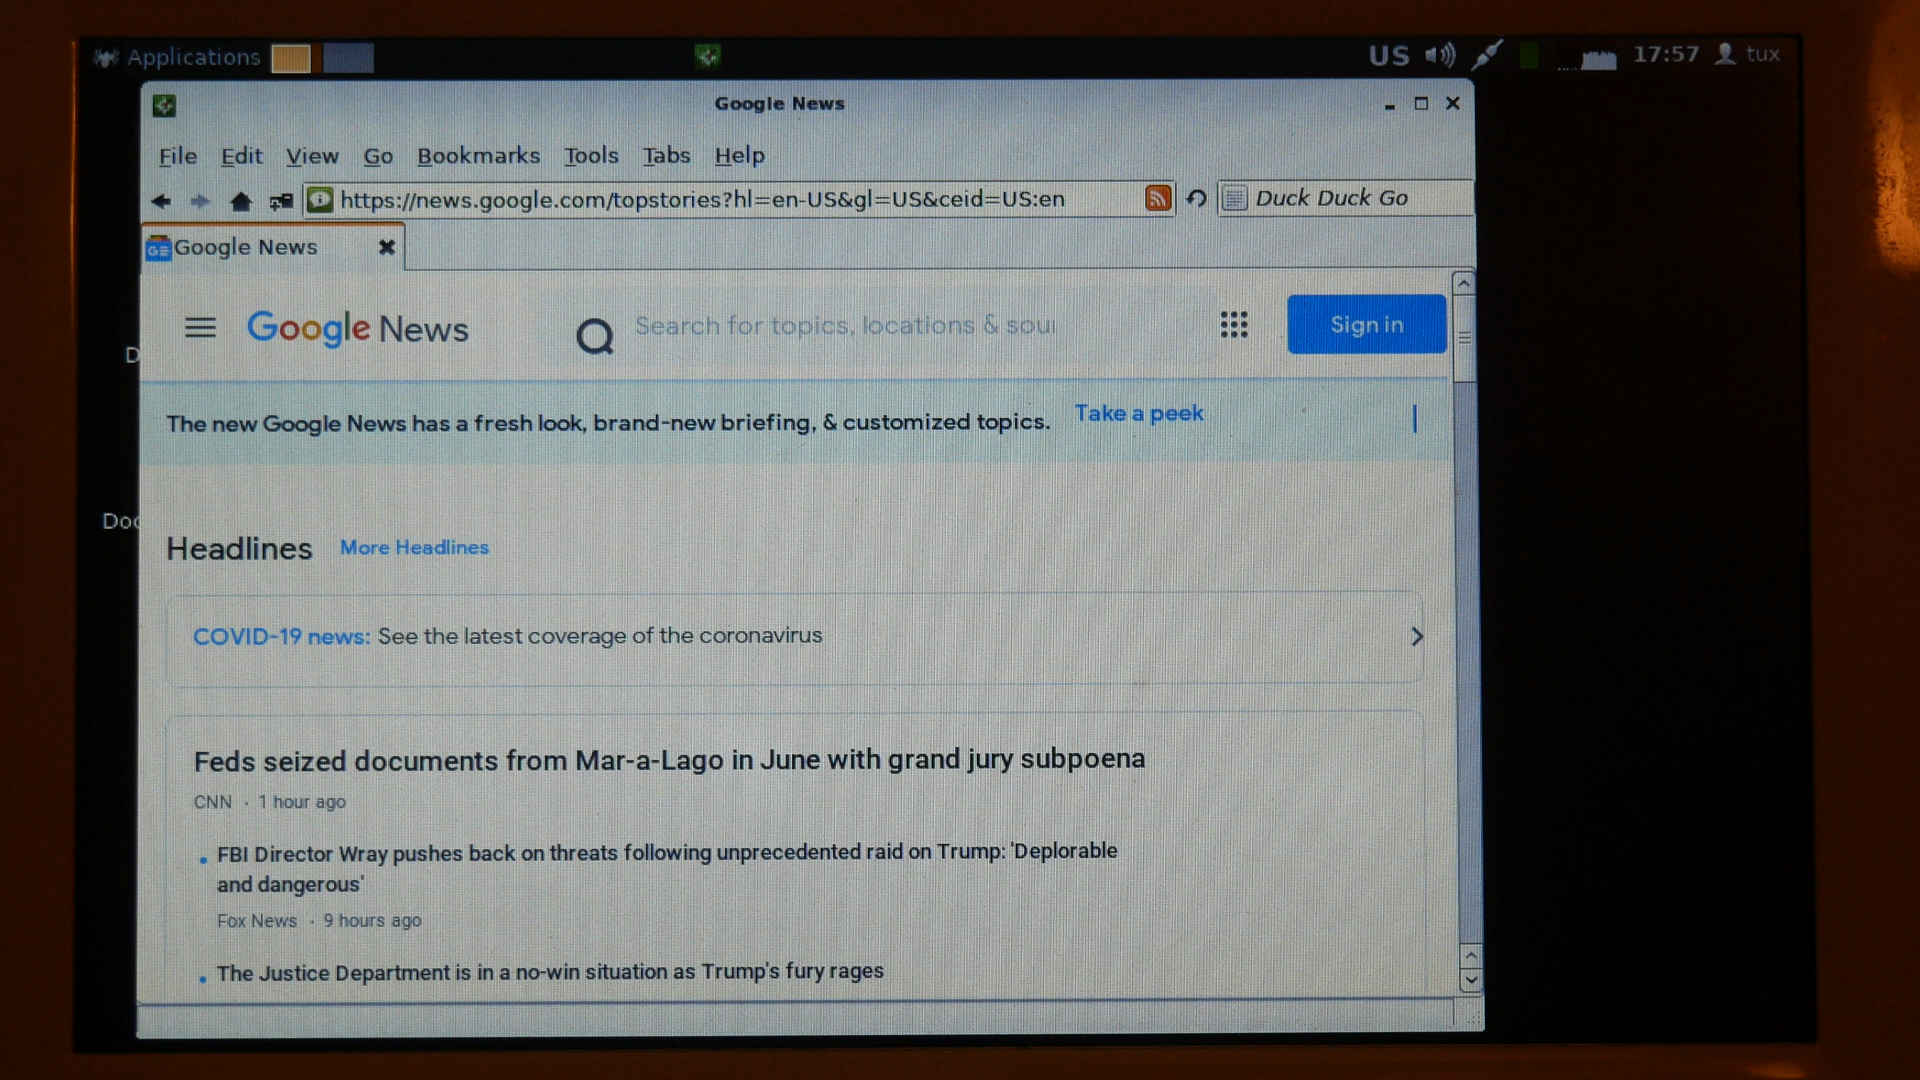 Applications
US
17:57
tux
Google News
File Edit View Go Bookmarks Tools Tabs Help
https://news.google.com/topstories?hl=en-US&gl=US&ceid=US:en
Duck Duck Go
Google News
Google News
Search for topics, locations & sou
Sign in
The new Google News has a fresh look, brand-new briefing, & customized topics. Take a peek
Headlines More Headlines
COVID-19 news: See the latest coverage of the coronavirus
Feds seized documents from Mar-a-Lago in June with grand jury subpoena
CNN · 1 hour ago
FBI Director Wray pushes back on threats following unprecedented raid on Trump: 'Deplorable
and dangerous'
Fox News · 9 hours ago
The Justice Department is in a no-win situation as Trump's fury rages
D
Doc